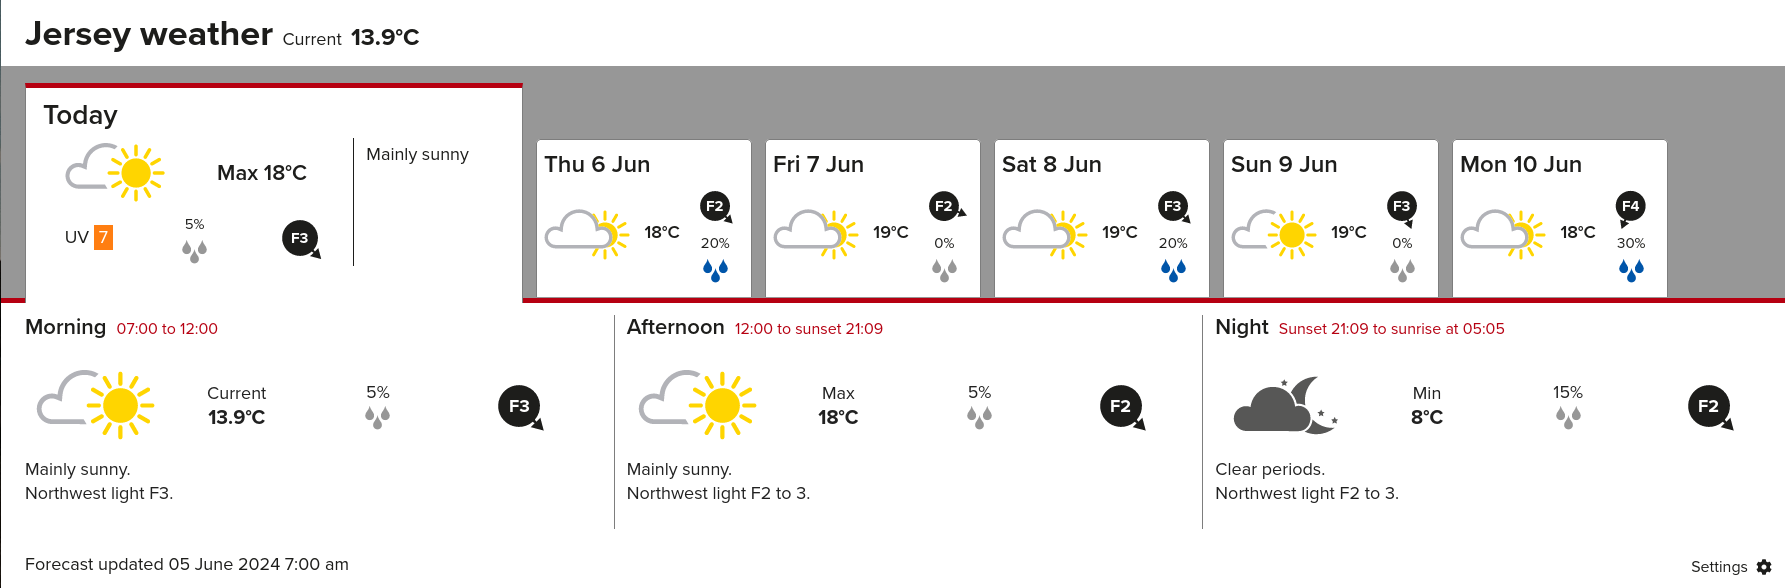 Jersey weather Current 13.9°C
Today
Max 18°C
Mainly sunny
UV 7
5%
F3
Thu 6 Jun
18°C
F2
20%
Fri 7 Jun
19°C
F2
0%
Sat 8 Jun
19°C
F3
20%
Sun 9 Jun
19°C
F3
0%
Mon 10 Jun
18°C
F4
30%
Morning 07:00 to 12:00
Current
13.9°C
5%
F3
Mainly sunny.
Northwest light F3.
Afternoon 12:00 to sunset 21:09
Max
18°C
5%
F2
Mainly sunny.
Northwest light F2 to 3.
Night Sunset 21:09 to sunrise at 05:05
Min
8°C
15%
F2
Clear periods.
Northwest light F2 to 3.
Forecast updated 05 June 2024 7:00 am
Settings